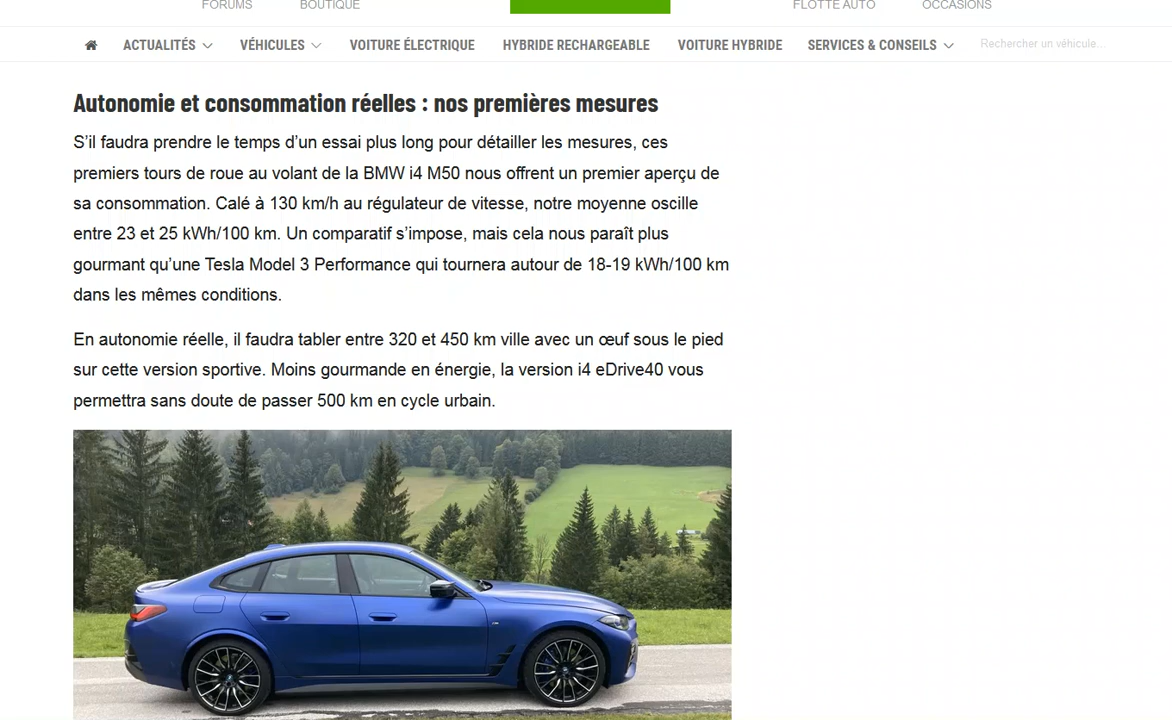 FORUMS BOUTIQUE FLOTTE AUTO OCCASIONS
ACTUALITÉS VÉHICULES VOITURE ÉLECTRIQUE HYBRIDE RECHARGEABLE VOITURE HYBRIDE SERVICES & CONSEILS Rechercher un véhicule...
Autonomie et consommation réelles : nos premières mesures
S’il faudra prendre le temps d’un essai plus long pour détailler les mesures, ces
premiers tours de roue au volant de la BMW i4 M50 nous offrent un premier aperçu de
sa consommation. Calé à 130 km/h au régulateur de vitesse, notre moyenne oscille
entre 23 et 25 kWh/100 km. Un comparatif s’impose, mais cela nous paraît plus
gourmant qu’une Tesla Model 3 Performance qui tournera autour de 18-19 kWh/100 km
dans les mêmes conditions.
En autonomie réelle, il faudra tabler entre 320 et 450 km ville avec un œuf sous le pied
sur cette version sportive. Moins gourmande en énergie, la version i4 eDrive40 vous
permettra sans doute de passer 500 km en cycle urbain.